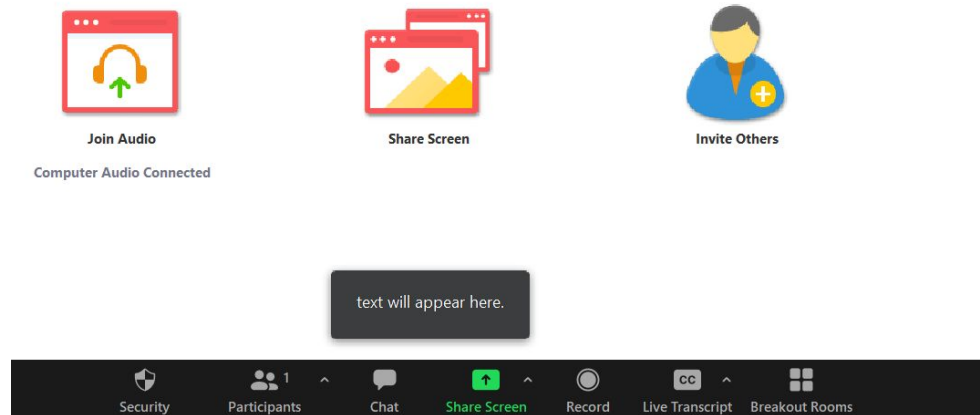 Join Audio
Share Screen
Invite Others
Computer Audio Connected
text will appear here.
1
CC
Security
Participants
Chat
Share Screen
Record
Live Transcript
Breakout Rooms